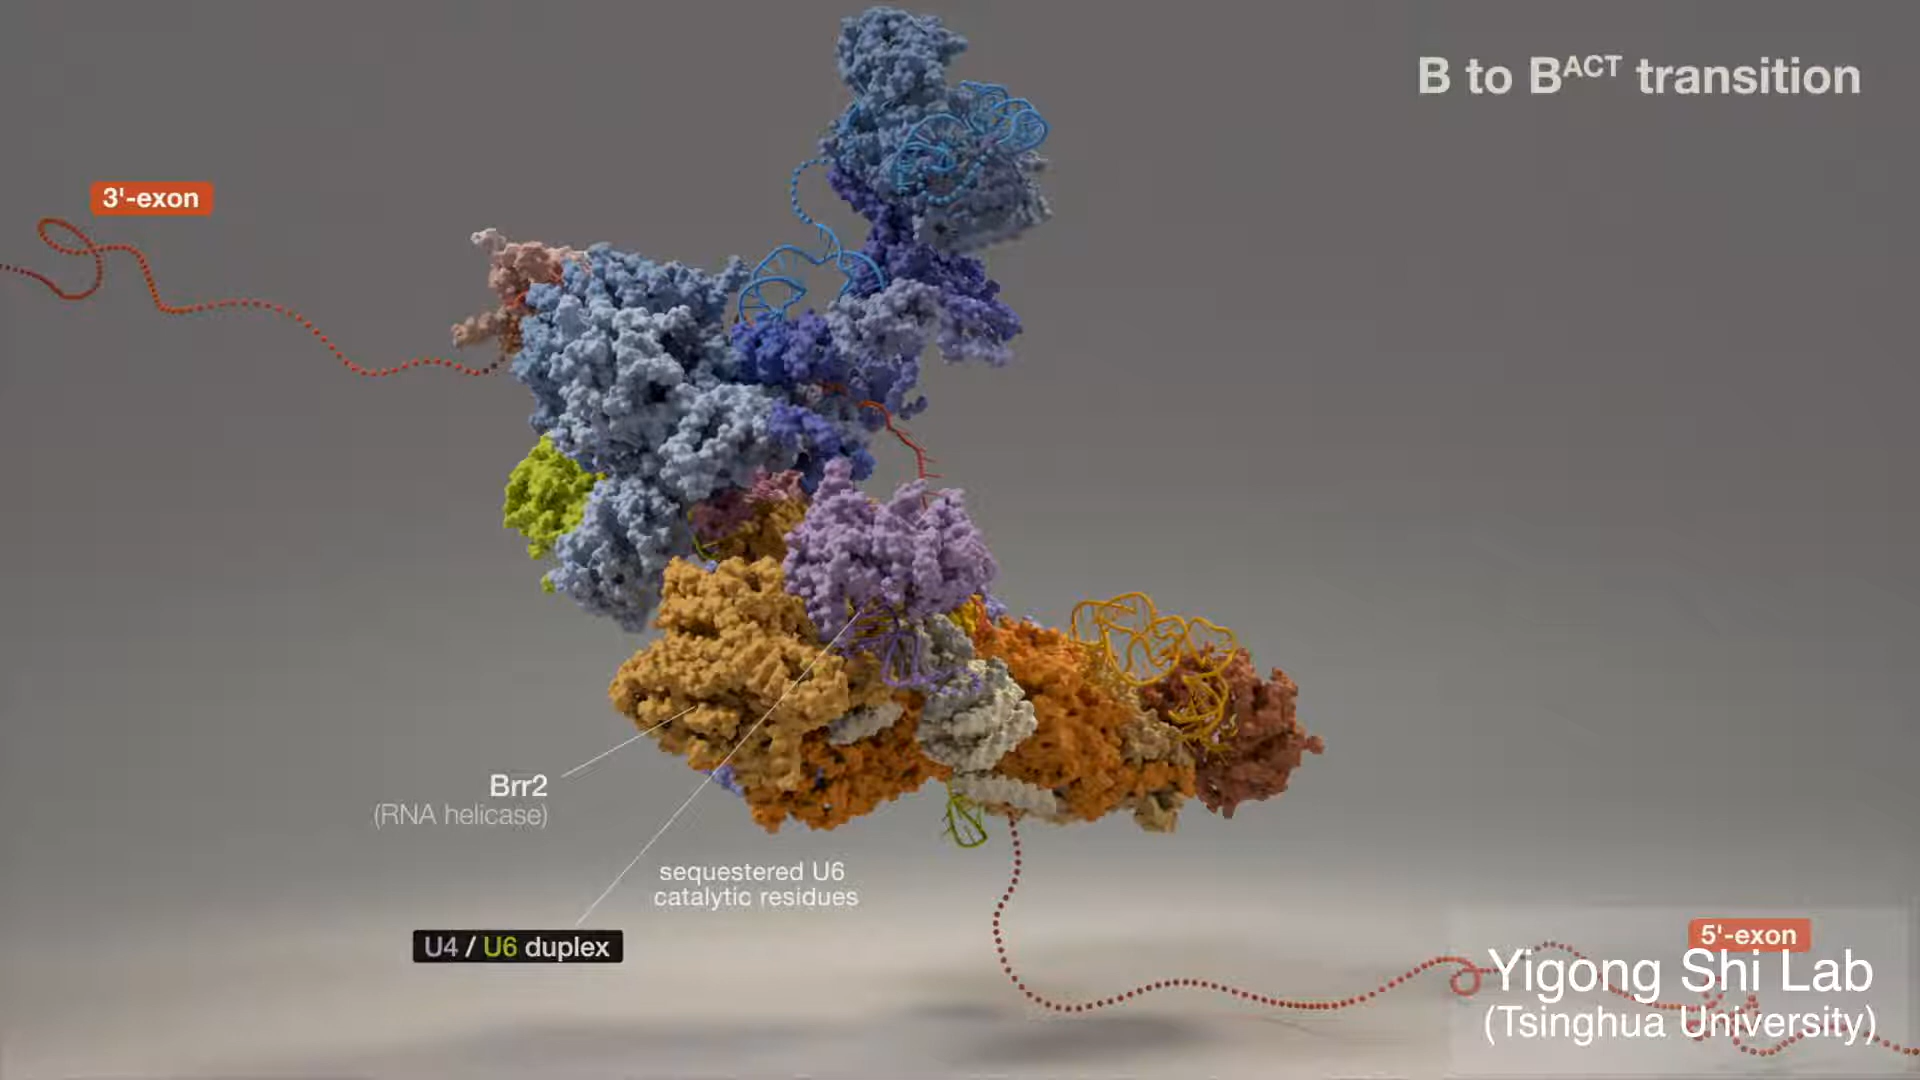 B to Bᴬᶜᵀ transition
3'-exon
Brr2
(RNA helicase)
sequestered U6
catalytic residues
U4 / U6 duplex
5'-exon
Yigong Shi Lab
(Tsinghua University)